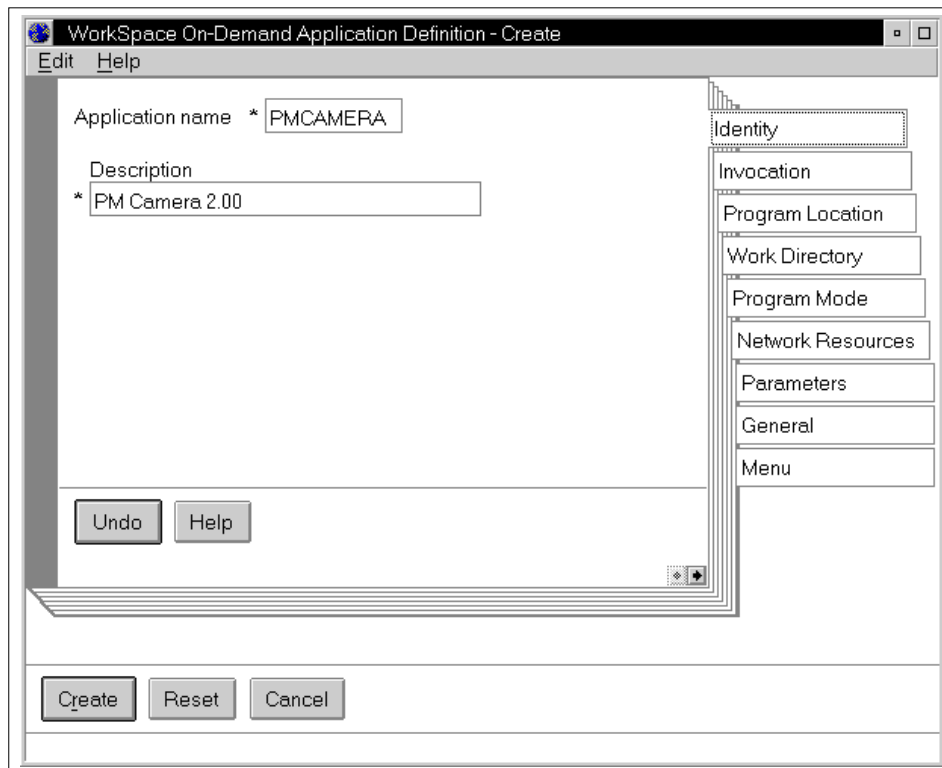 WorkSpace On-Demand Application Definition - Create
Edit Help
Application name * PMCAMERA
Description
* PM Camera 2.00
Identity
Invocation
Program Location
Work Directory
Program Mode
Network Resources
Parameters
General
Menu
Undo Help
Create Reset Cancel